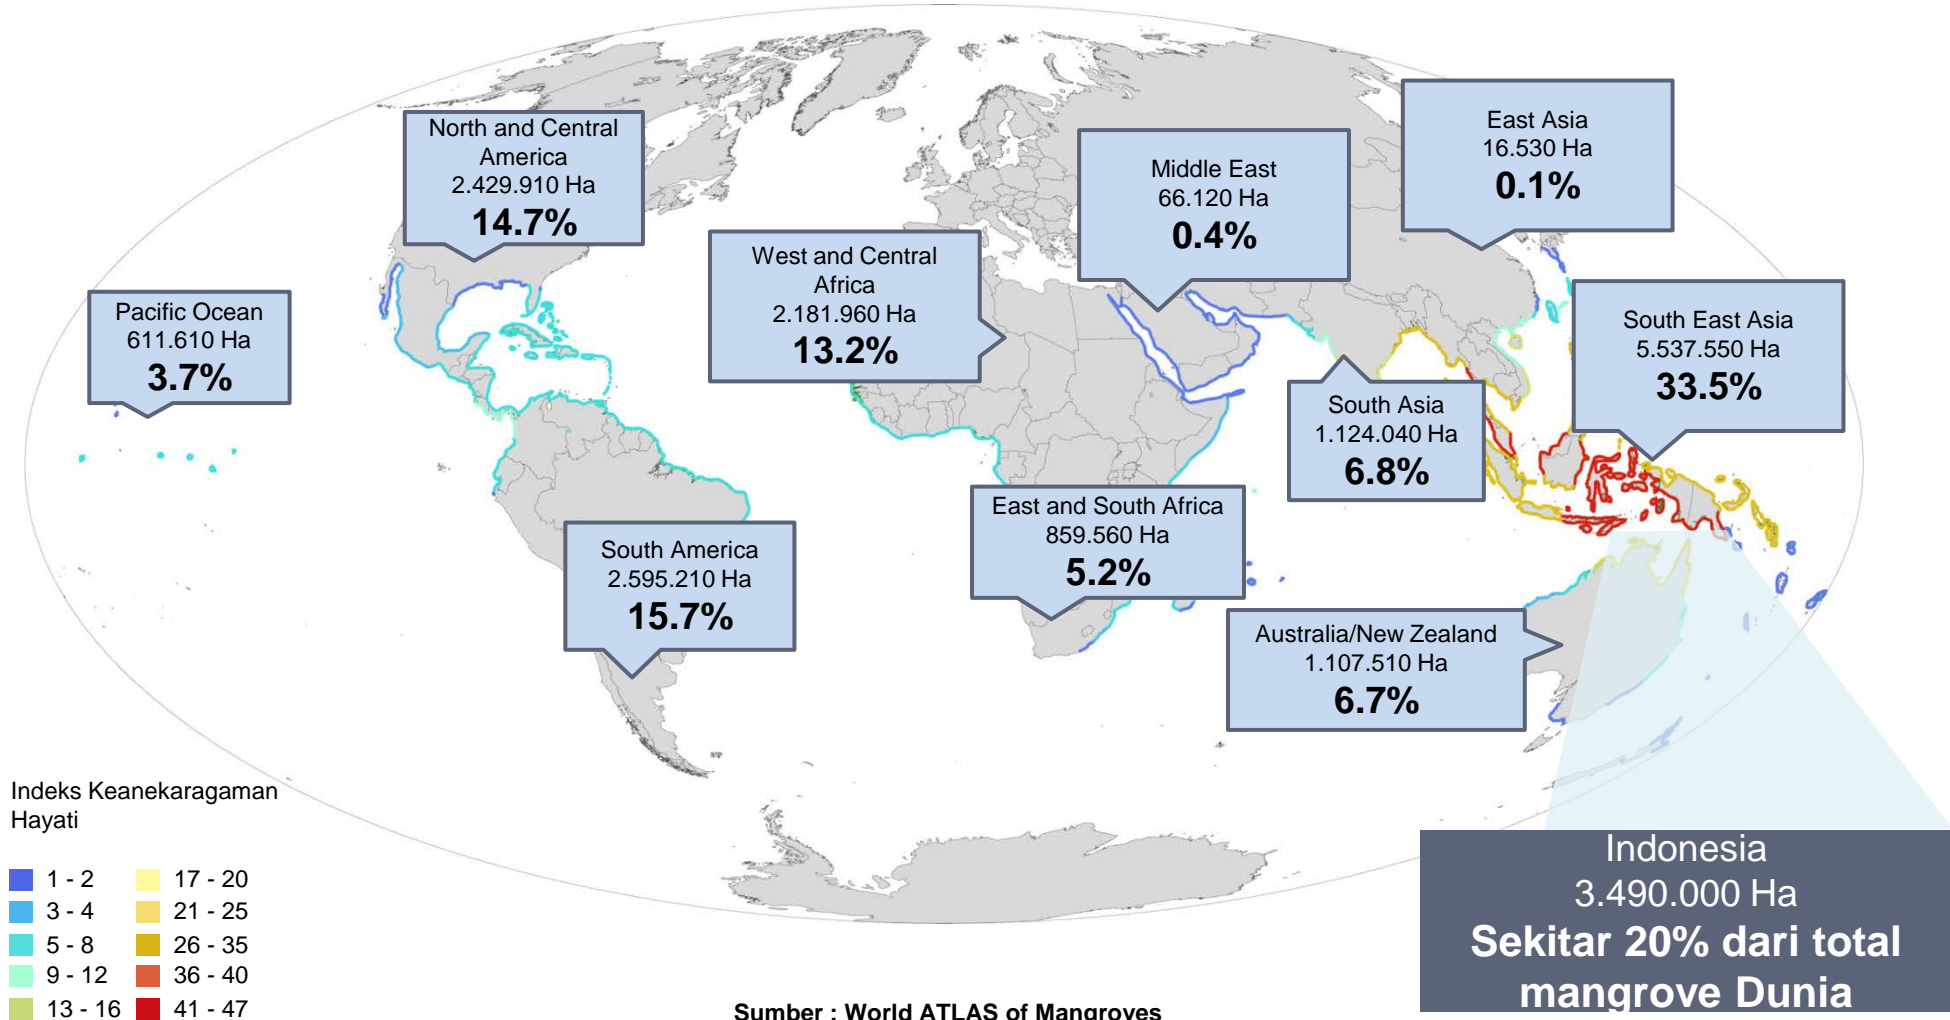 North and Central
America
2.429.910 Ha
14.7%
East Asia
16.530 Ha
0.1%
Middle East
66.120 Ha
0.4%
West and Central
Africa
2.181.960 Ha
13.2%
Pacific Ocean
611.610 Ha
3.7%
South East Asia
5.537.550 Ha
33.5%
South Asia
1.124.040 Ha
6.8%
East and South Africa
859.560 Ha
5.2%
South America
2.595.210 Ha
15.7%
Australia/New Zealand
1.107.510 Ha
6.7%
Indeks Keanekaragaman
Hayati
1 - 2
3 - 4
5 - 8
9 - 12
13 - 16
17 - 20
21 - 25
26 - 35
36 - 40
41 - 47
Indonesia
3.490.000 Ha
Sekitar 20% dari total
mangrove Dunia
Sumber : World ATLAS of Mangroves